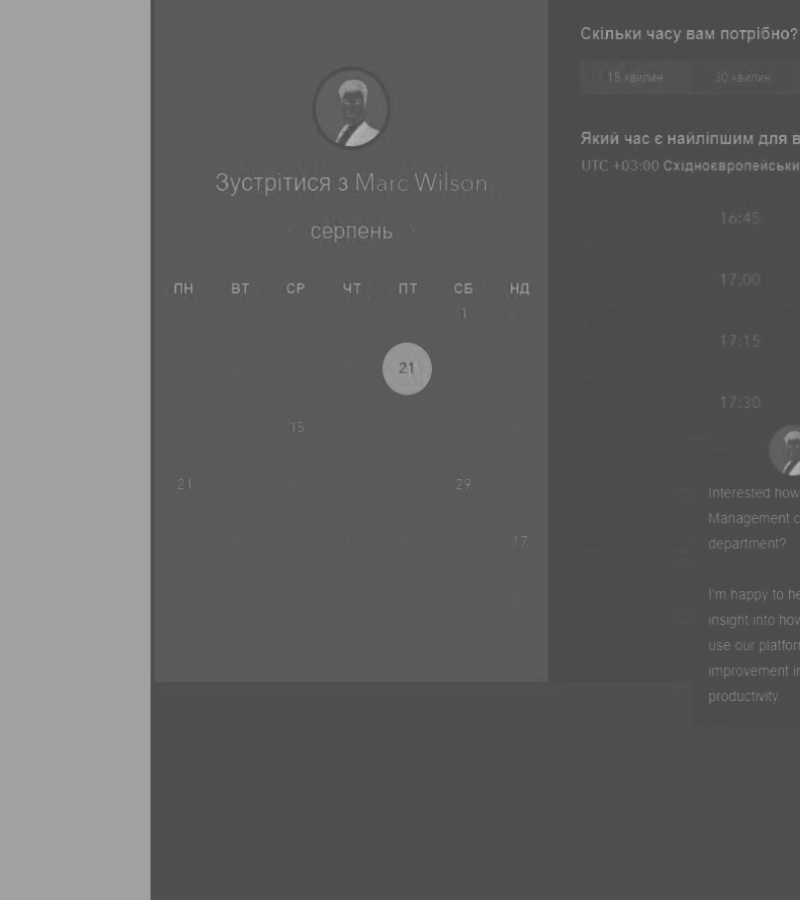 Зустрітися з Marc Wilson
серпень
ПН ВТ СР ЧТ ПТ СБ НД
1
21
15
21 29
17
Скільки часу вам потрібно?
15 хвилин 30 хвилин
Який час є найліпшим для в
UTC +03:00 Східноєвропейськи
16:45
17:00
17:15
17:30
Interested how
Management c
department?
I'm happy to he
insight into how
use our platfor
improvement i
productivity.